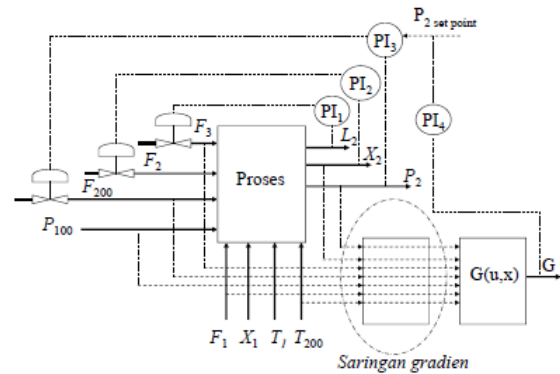 P2 set point
PI3
PI2
PI1
PI4
F3
L2
F2
X2
F200
Proses
P2
P100
G(u,x)
G
F1 X1 T1 T200
Saringan gradien